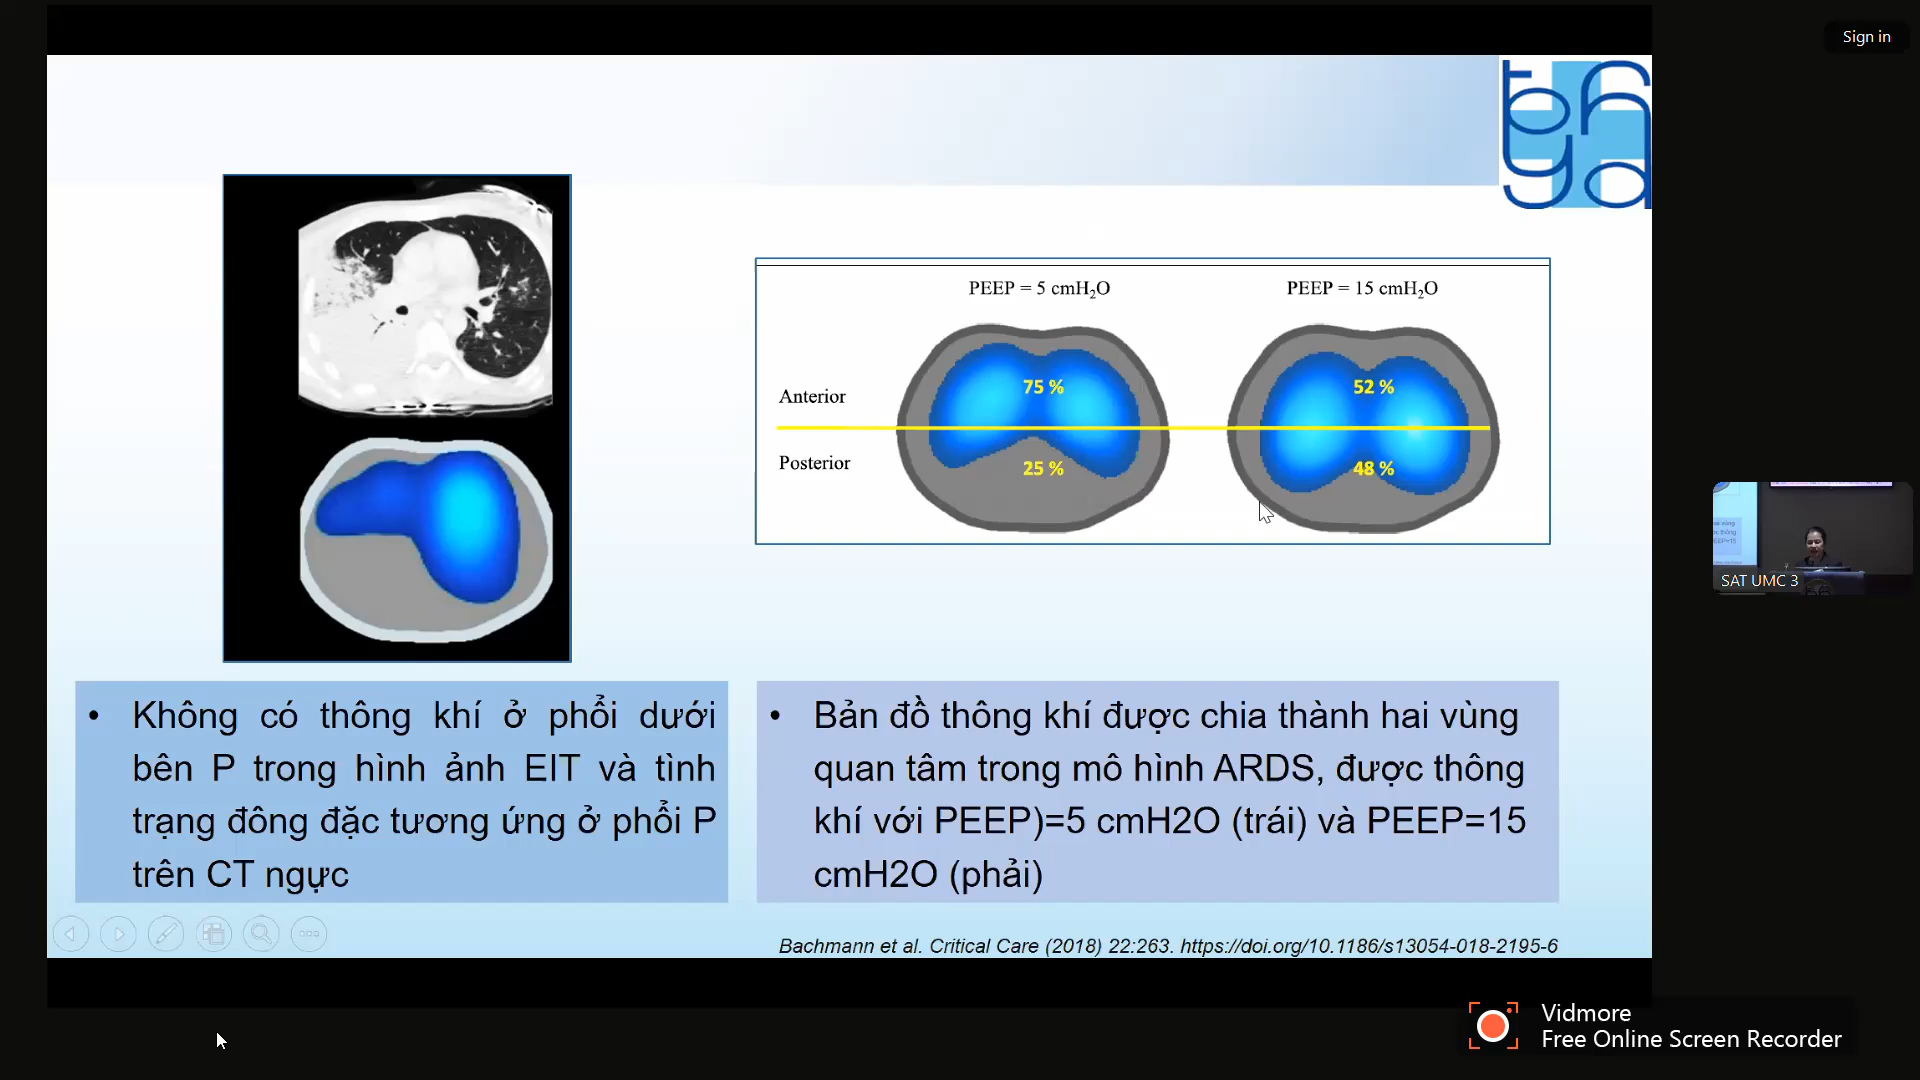 Sign in
PEEP = 5 cmH₂O
PEEP = 15 cmH₂O
75 %
52 %
Anterior
Posterior
25 %
48 %
SAT UMC 3
• Không có thông khí ở phổi dưới
bên P trong hình ảnh EIT và tình
trạng đông đặc tương ứng ở phổi P
trên CT ngực
• Bản đồ thông khí được chia thành hai vùng
quan tâm trong mô hình ARDS, được thông
khí với PEEP)=5 cmH2O (trái) và PEEP=15
cmH2O (phải)
Bachmann et al. Critical Care (2018) 22:263. https://doi.org/10.1186/s13054-018-2195-6
Vidmore
Free Online Screen Recorder